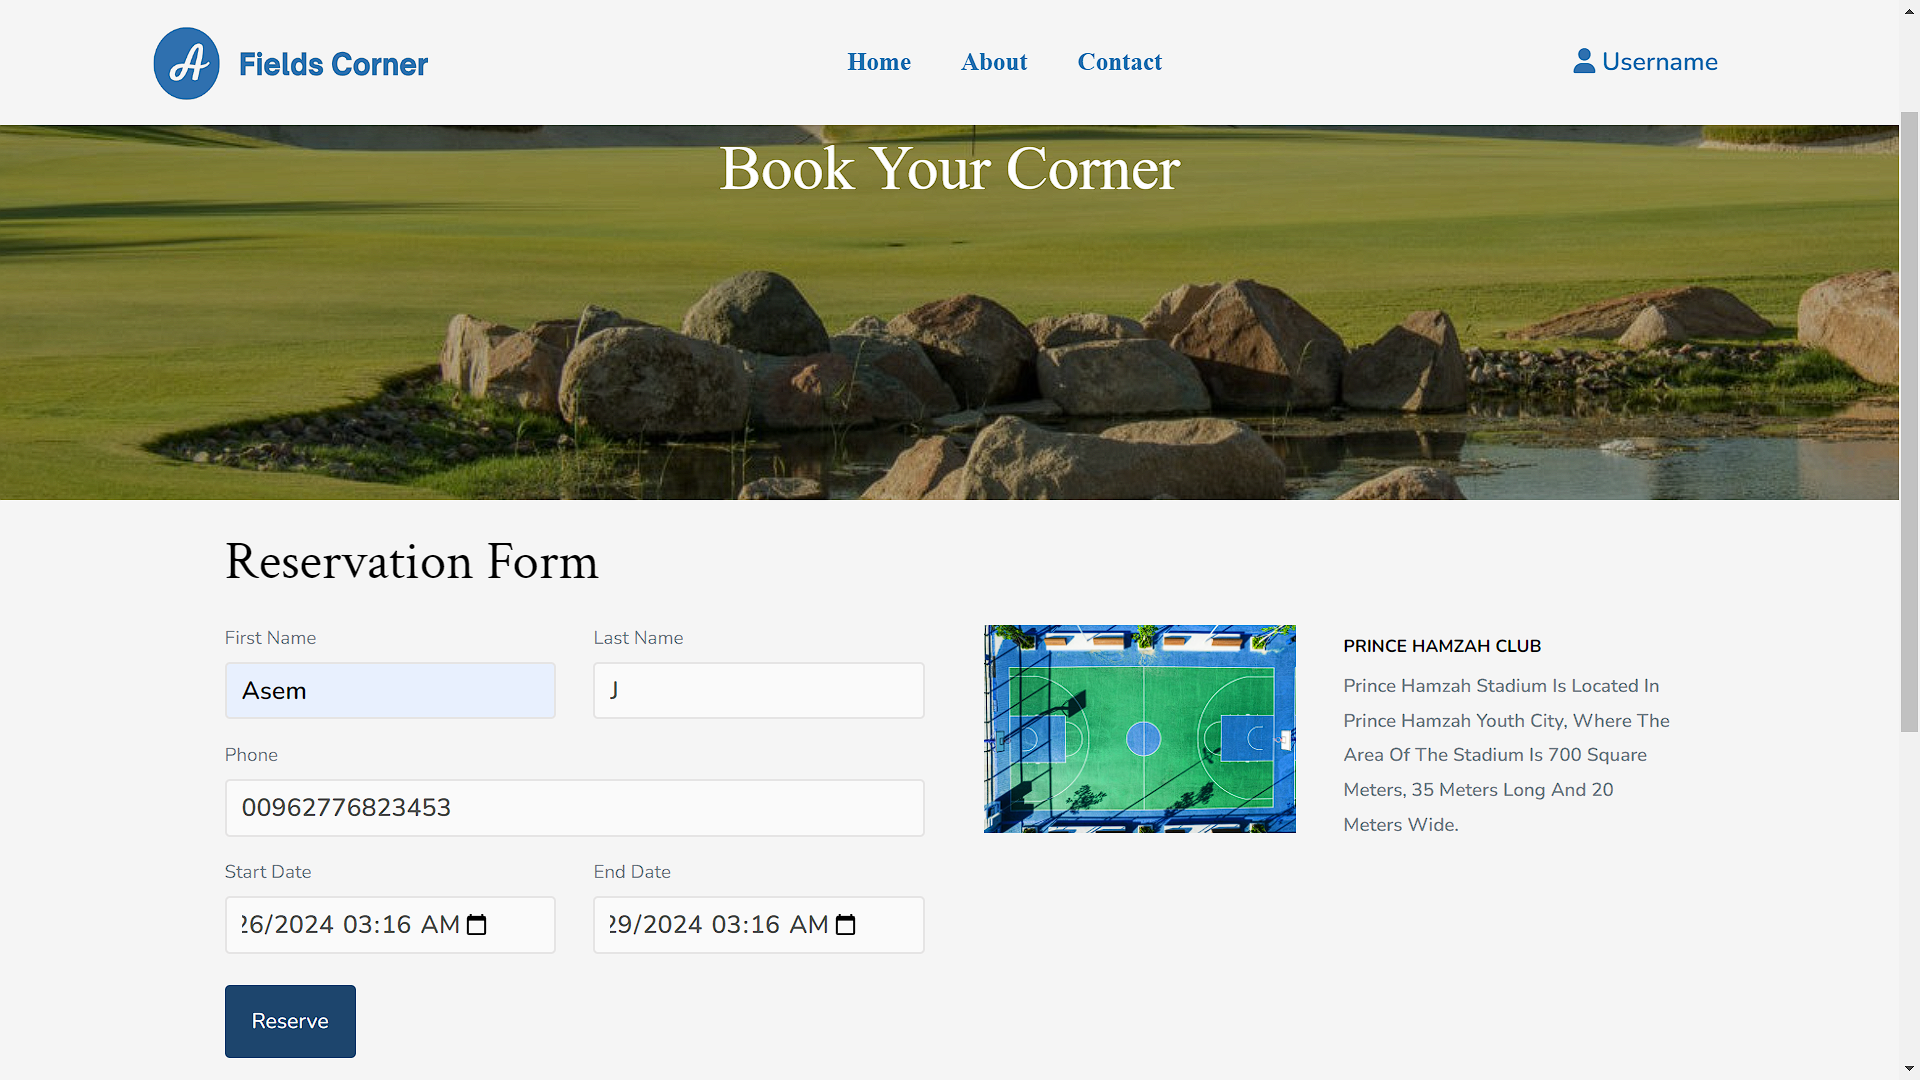 A Fields Corner
Home About Contact
Username
Book Your Corner
Reservation Form
First Name
Last Name
Asem
J
Phone
00962776823453
Start Date
End Date
26/2024 03:16 AM
29/2024 03:16 AM
Reserve
PRINCE HAMZAH CLUB
Prince Hamzah Stadium Is Located In
Prince Hamzah Youth City, Where The
Area Of The Stadium Is 700 Square
Meters, 35 Meters Long And 20
Meters Wide.